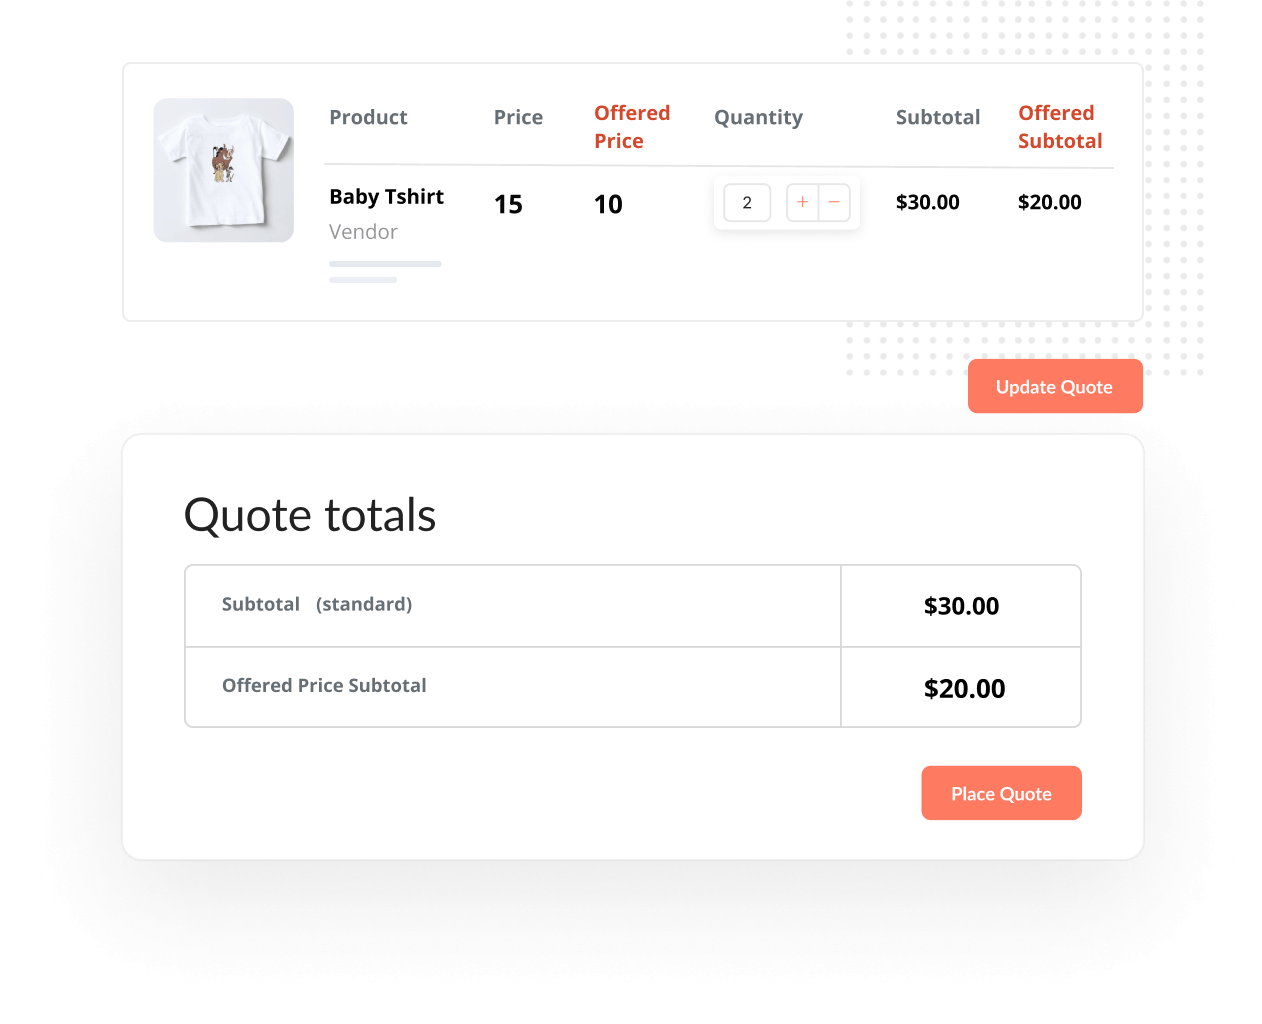 Product Price Offered Price Quantity Subtotal Offered Subtotal
Baby Tshirt 15 10 2 + − $30.00 $20.00
Vendor
Update Quote
Quote totals
Subtotal (standard) $30.00
Offered Price Subtotal $20.00
Place Quote